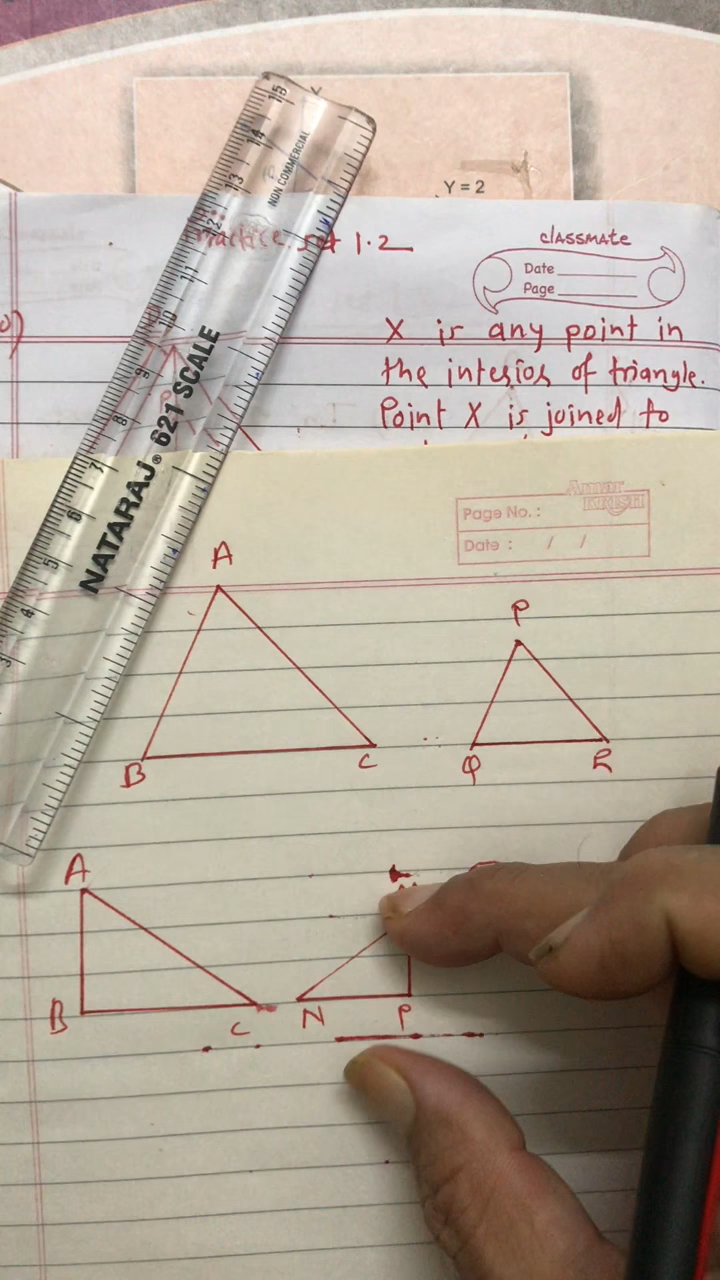 Y = 2
NON COMMERCIAL
15
14
13
12
11
10
9
8
7
6
5
4
3
NATARAJ® 621 SCALE
Practice set 1.2
classmate
Date
Page
X is any point in
the interior of triangle.
Point X is joined to
Amar
KRISH
Page No. :
Date : / /
A
P
B
C
Q
R
A
B
C
N
P